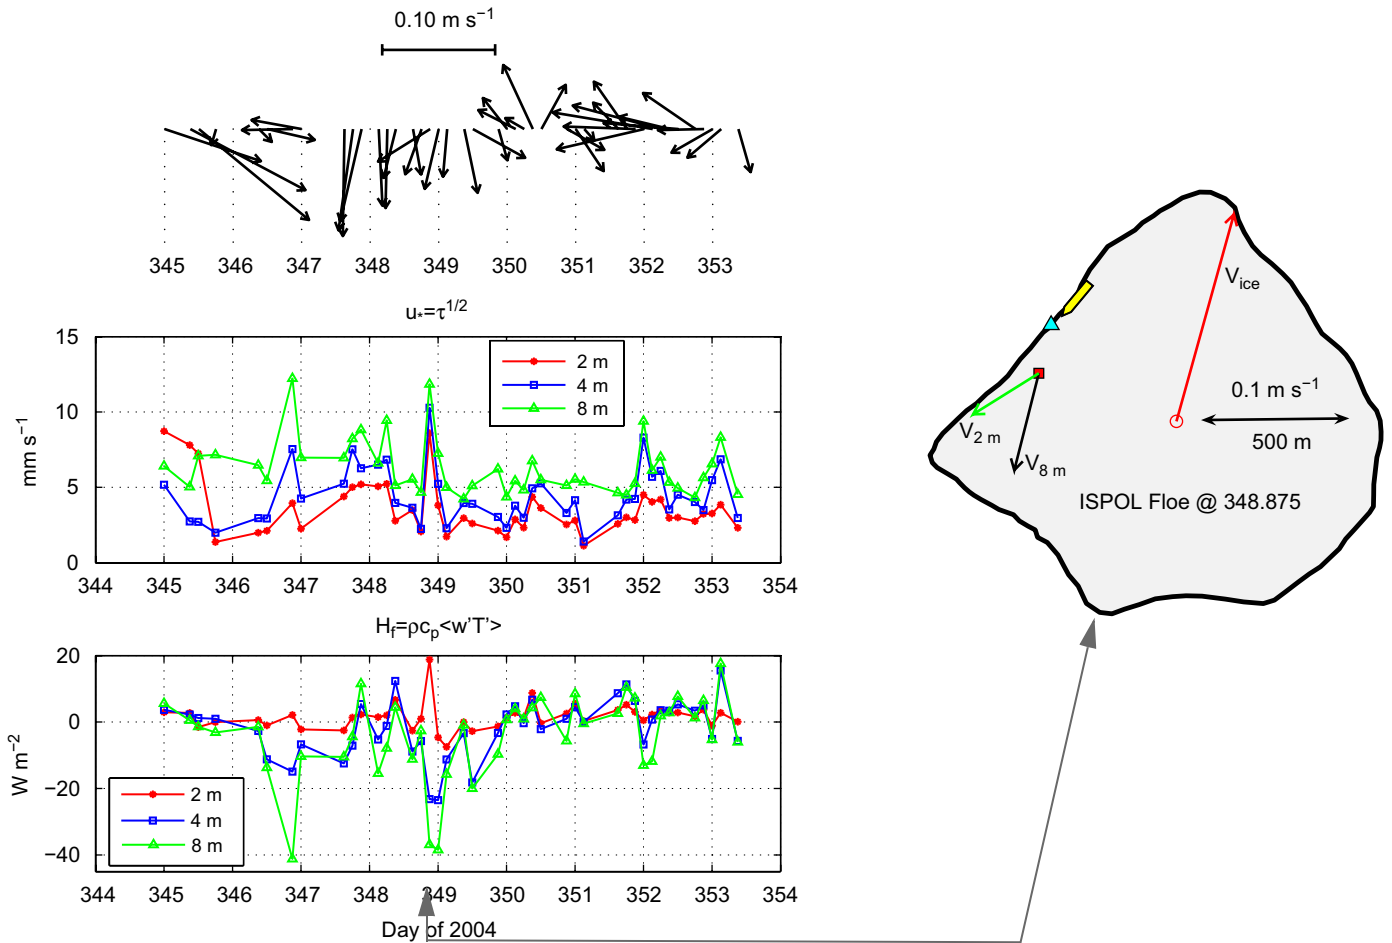 0.10 m s⁻¹
345 346 347 348 349 350 351 352 353
u*=τ¹ᐟ²
15
10
5
0
mm s⁻¹
2 m
4 m
8 m
344 345 346 347 348 349 350 351 352 353 354
H_f=ρc_p<w'T'>
20
0
−20
−40
W m⁻²
2 m
4 m
8 m
344 345 346 347 348 349 350 351 352 353 354
Day of 2004
V_ice
0.1 m s⁻¹
500 m
V_2 m
V_8 m
ISPOL Floe @ 348.875